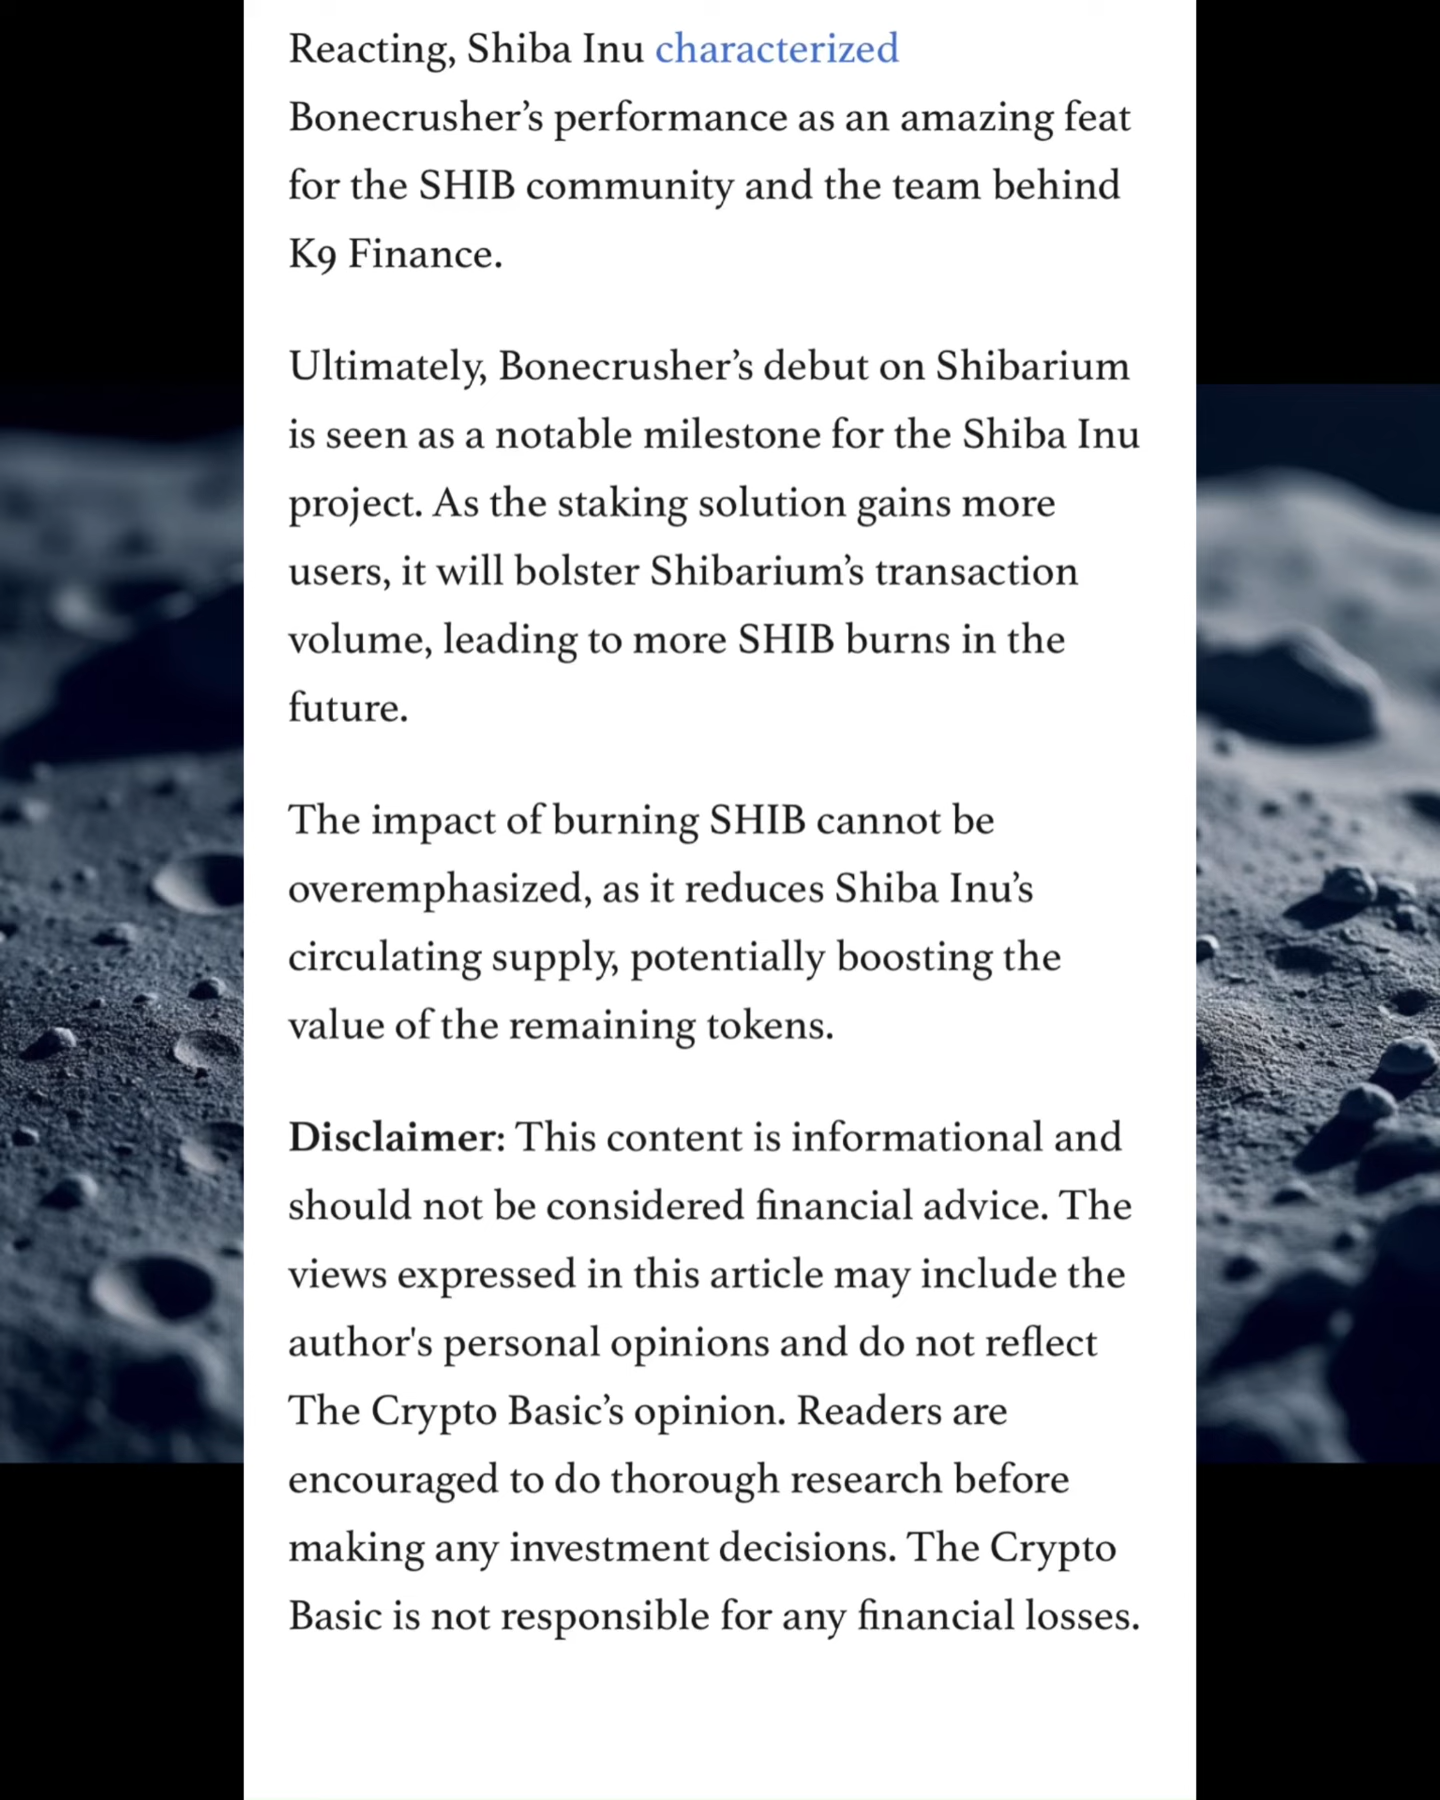 Reacting, Shiba Inu characterized
Bonecrusher’s performance as an amazing feat
for the SHIB community and the team behind
K9 Finance.
Ultimately, Bonecrusher’s debut on Shibarium
is seen as a notable milestone for the Shiba Inu
project. As the staking solution gains more
users, it will bolster Shibarium’s transaction
volume, leading to more SHIB burns in the
future.
The impact of burning SHIB cannot be
overemphasized, as it reduces Shiba Inu’s
circulating supply, potentially boosting the
value of the remaining tokens.
Disclaimer: This content is informational and
should not be considered financial advice. The
views expressed in this article may include the
author's personal opinions and do not reflect
The Crypto Basic’s opinion. Readers are
encouraged to do thorough research before
making any investment decisions. The Crypto
Basic is not responsible for any financial losses.